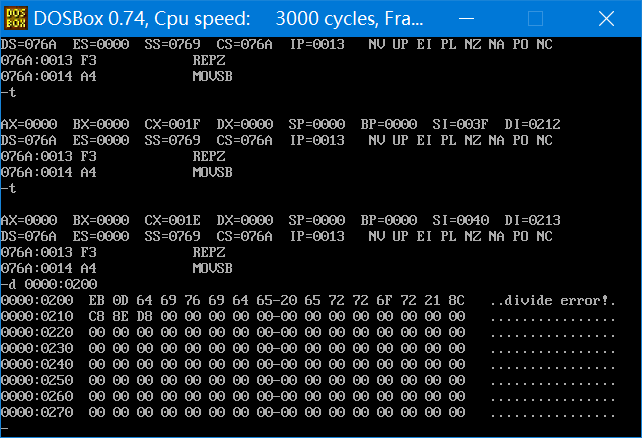 DOS
BOX
DOSBox 0.74, Cpu speed: 3000 cycles, Fra...
DS=076A ES=0000 SS=0769 CS=076A IP=0013 NV UP EI PL NZ NA PO NC
076A:0013 F3 REPZ
076A:0014 A4 MOVSB
-t
AX=0000 BX=0000 CX=001F DX=0000 SP=0000 BP=0000 SI=003F DI=0212
DS=076A ES=0000 SS=0769 CS=076A IP=0013 NV UP EI PL NZ NA PO NC
076A:0013 F3 REPZ
076A:0014 A4 MOVSB
-t
AX=0000 BX=0000 CX=001E DX=0000 SP=0000 BP=0000 SI=0040 DI=0213
DS=076A ES=0000 SS=0769 CS=076A IP=0013 NV UP EI PL NZ NA PO NC
076A:0013 F3 REPZ
076A:0014 A4 MOVSB
-d 0000:0200
0000:0200 EB 0D 64 69 76 69 64 65-20 65 72 72 6F 72 21 8C ..divide error!.
0000:0210 C8 8E D8 00 00 00 00 00-00 00 00 00 00 00 00 00 ................
0000:0220 00 00 00 00 00 00 00 00-00 00 00 00 00 00 00 00 ................
0000:0230 00 00 00 00 00 00 00 00-00 00 00 00 00 00 00 00 ................
0000:0240 00 00 00 00 00 00 00 00-00 00 00 00 00 00 00 00 ................
0000:0250 00 00 00 00 00 00 00 00-00 00 00 00 00 00 00 00 ................
0000:0260 00 00 00 00 00 00 00 00-00 00 00 00 00 00 00 00 ................
0000:0270 00 00 00 00 00 00 00 00-00 00 00 00 00 00 00 00 ................
-